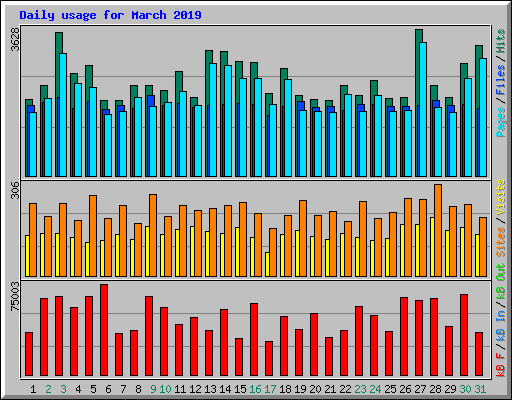 Daily usage for March 2019
3628
Pages / Files / Hits
306
Sites / Visits
75003
kB F / kB In / kB Out
1 2 3 4 5 6 7 8 9 10 11 12 13 14 15 16 17 18 19 20 21 22 23 24 25 26 27 28 29 30 31